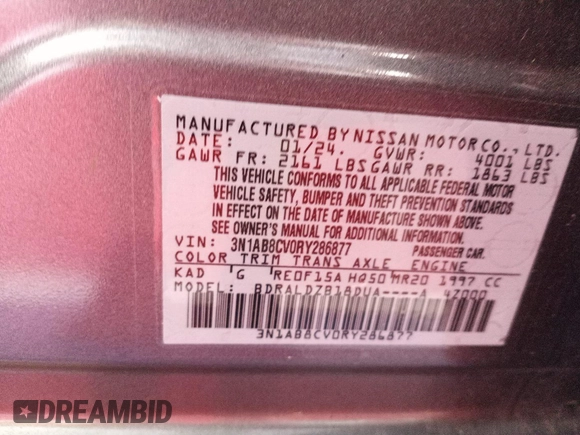 MANUFACTURED BY NISSAN MOTOR CO., LTD.
DATE: 01/24. GVWR: 4001 LBS
GAWR FR: 2161 LBS GAWR RR: 1863 LBS
THIS VEHICLE CONFORMS TO ALL APPLICABLE FEDERAL MOTOR
VEHICLE SAFETY, BUMPER AND THEFT PREVENTION STANDARDS
IN EFFECT ON THE DATE OF MANUFACTURE SHOWN ABOVE.
SEE OWNER'S MANUAL FOR ADDITIONAL INFORMATION.
VIN: 3N1AB8CV0RY286877 PASSENGER CAR.
COLOR TRIM TRANS AXLE ENGINE
KAD G RE0F15A HQ50 MR20 1997 CC
MODEL: BDRALDZB18DUA----A 4Z000
3N1AB8CV0RY286877
DREAMBID